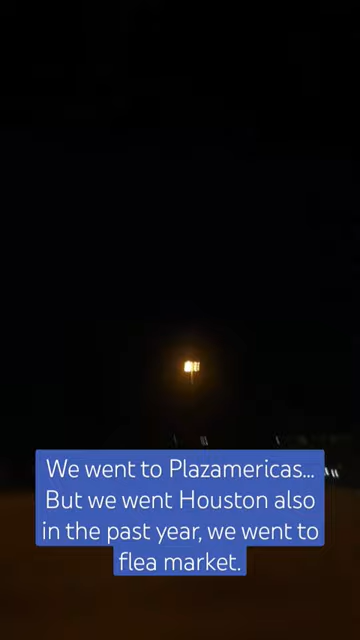 We went to Plazamericas...
But we went Houston also
in the past year, we went to
flea market.